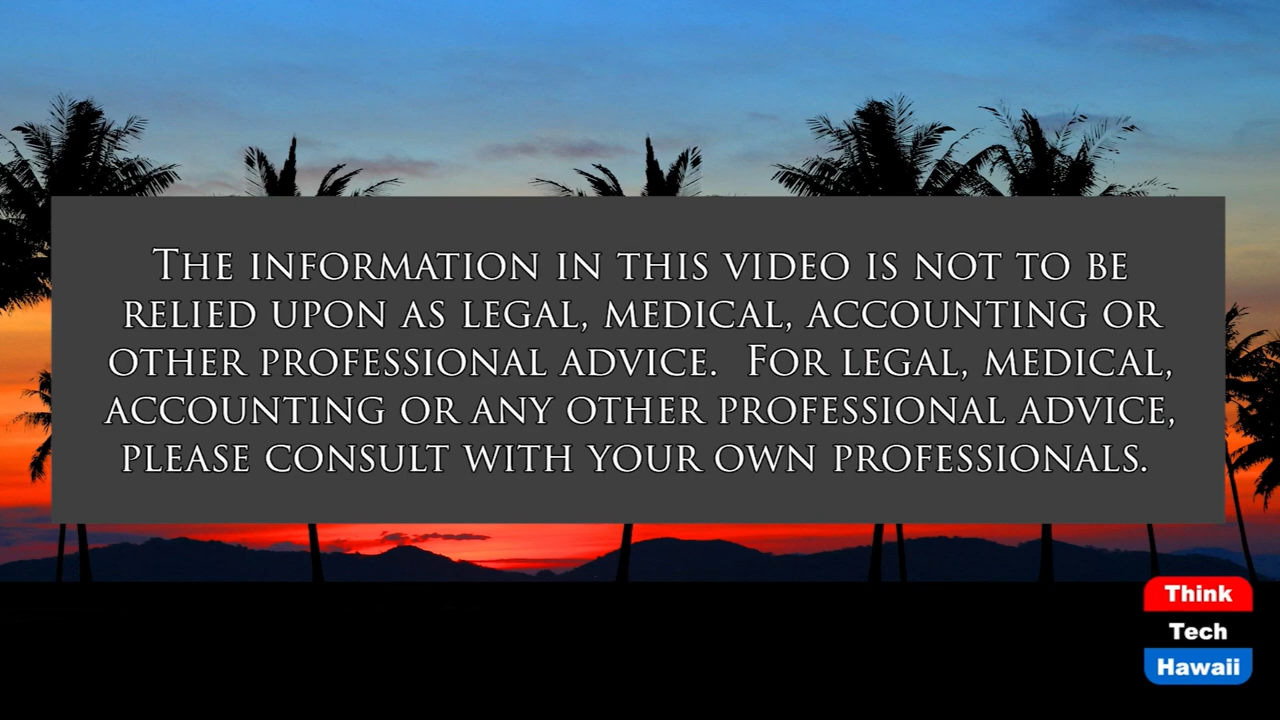 The information in this video is not to be
relied upon as legal, medical, accounting or
other professional advice.  For legal, medical,
accounting or any other professional advice,
please consult with your own professionals.
Think
Tech
Hawaii